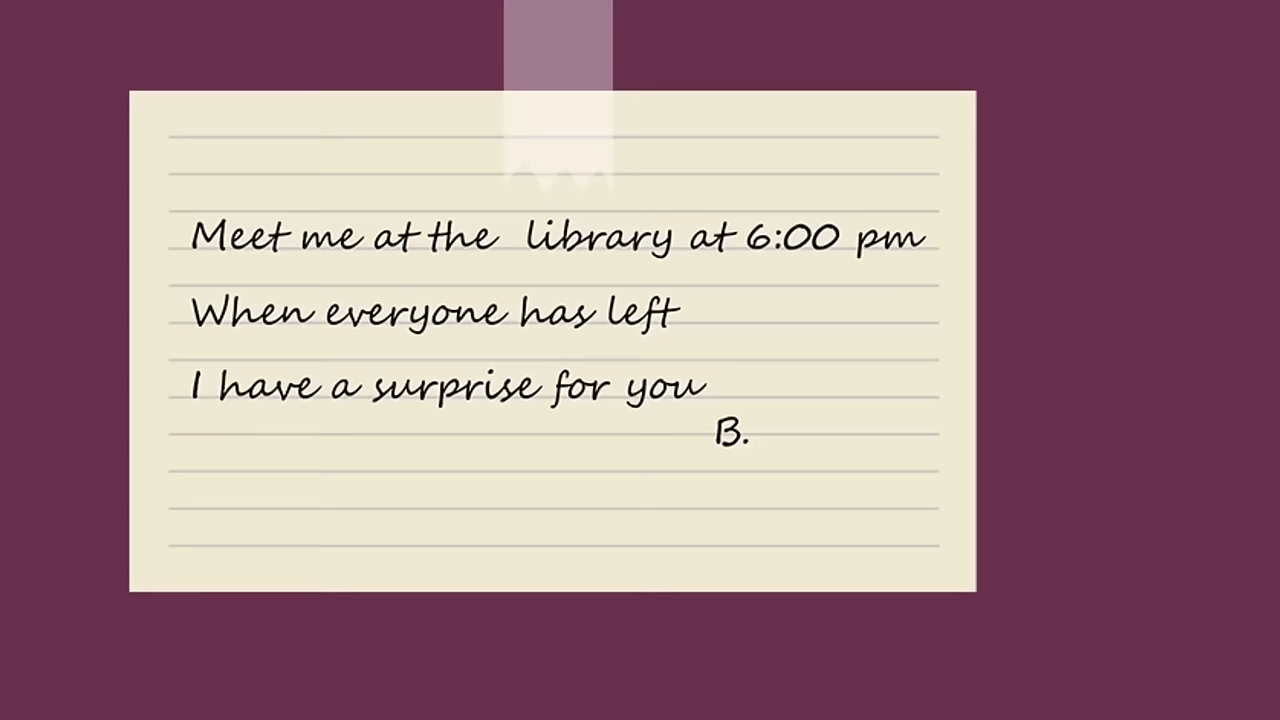 Meet me at the library at 6:00 pm
When everyone has left
I have a surprise for you
B.